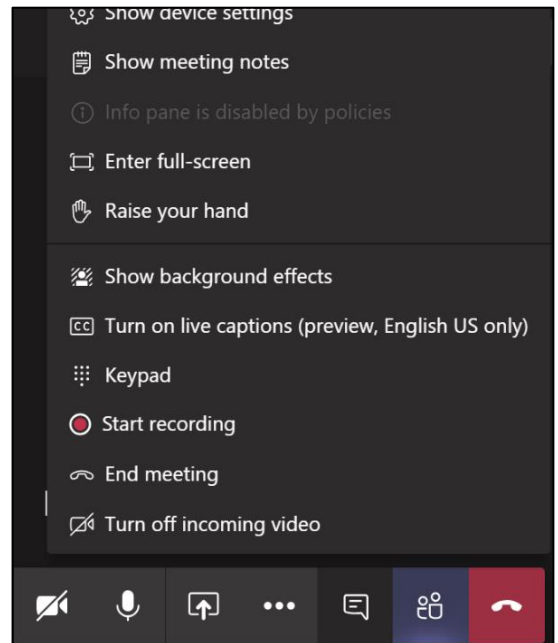 Show device settings
Show meeting notes
Info pane is disabled by policies
Enter full-screen
Raise your hand
Show background effects
CC Turn on live captions (preview, English US only)
Keypad
Start recording
End meeting
Turn off incoming video